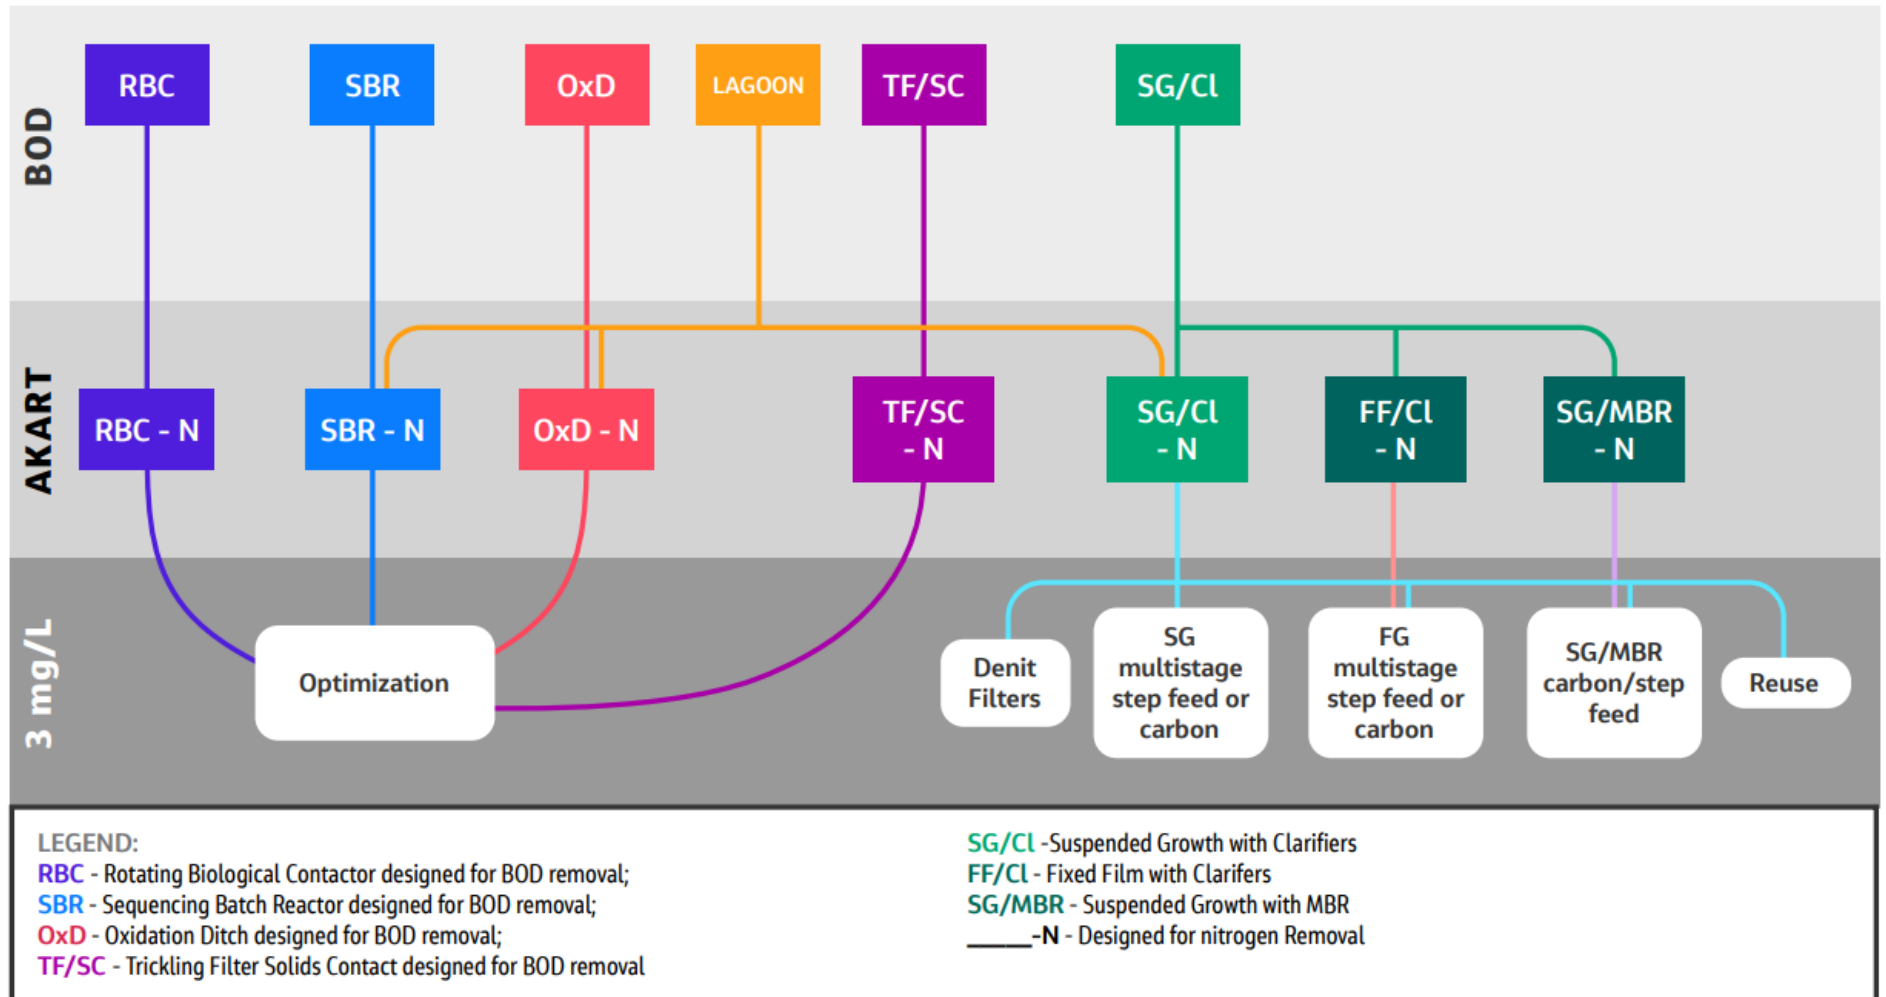 BOD
RBC
SBR
OxD
LAGOON
TF/SC
SG/Cl
AKART
RBC - N
SBR - N
OxD - N
TF/SC
- N
SG/Cl
- N
FF/Cl
- N
SG/MBR
- N
3 mg/L
Optimization
Denit
Filters
SG
multistage
step feed or
carbon
FG
multistage
step feed or
carbon
SG/MBR
carbon/step
feed
Reuse
LEGEND:
RBC - Rotating Biological Contactor designed for BOD removal;
SBR - Sequencing Batch Reactor designed for BOD removal;
OxD - Oxidation Ditch designed for BOD removal;
TF/SC - Trickling Filter Solids Contact designed for BOD removal
SG/Cl -Suspended Growth with Clarifiers
FF/Cl - Fixed Film with Clarifers
SG/MBR - Suspended Growth with MBR
_____-N - Designed for nitrogen Removal